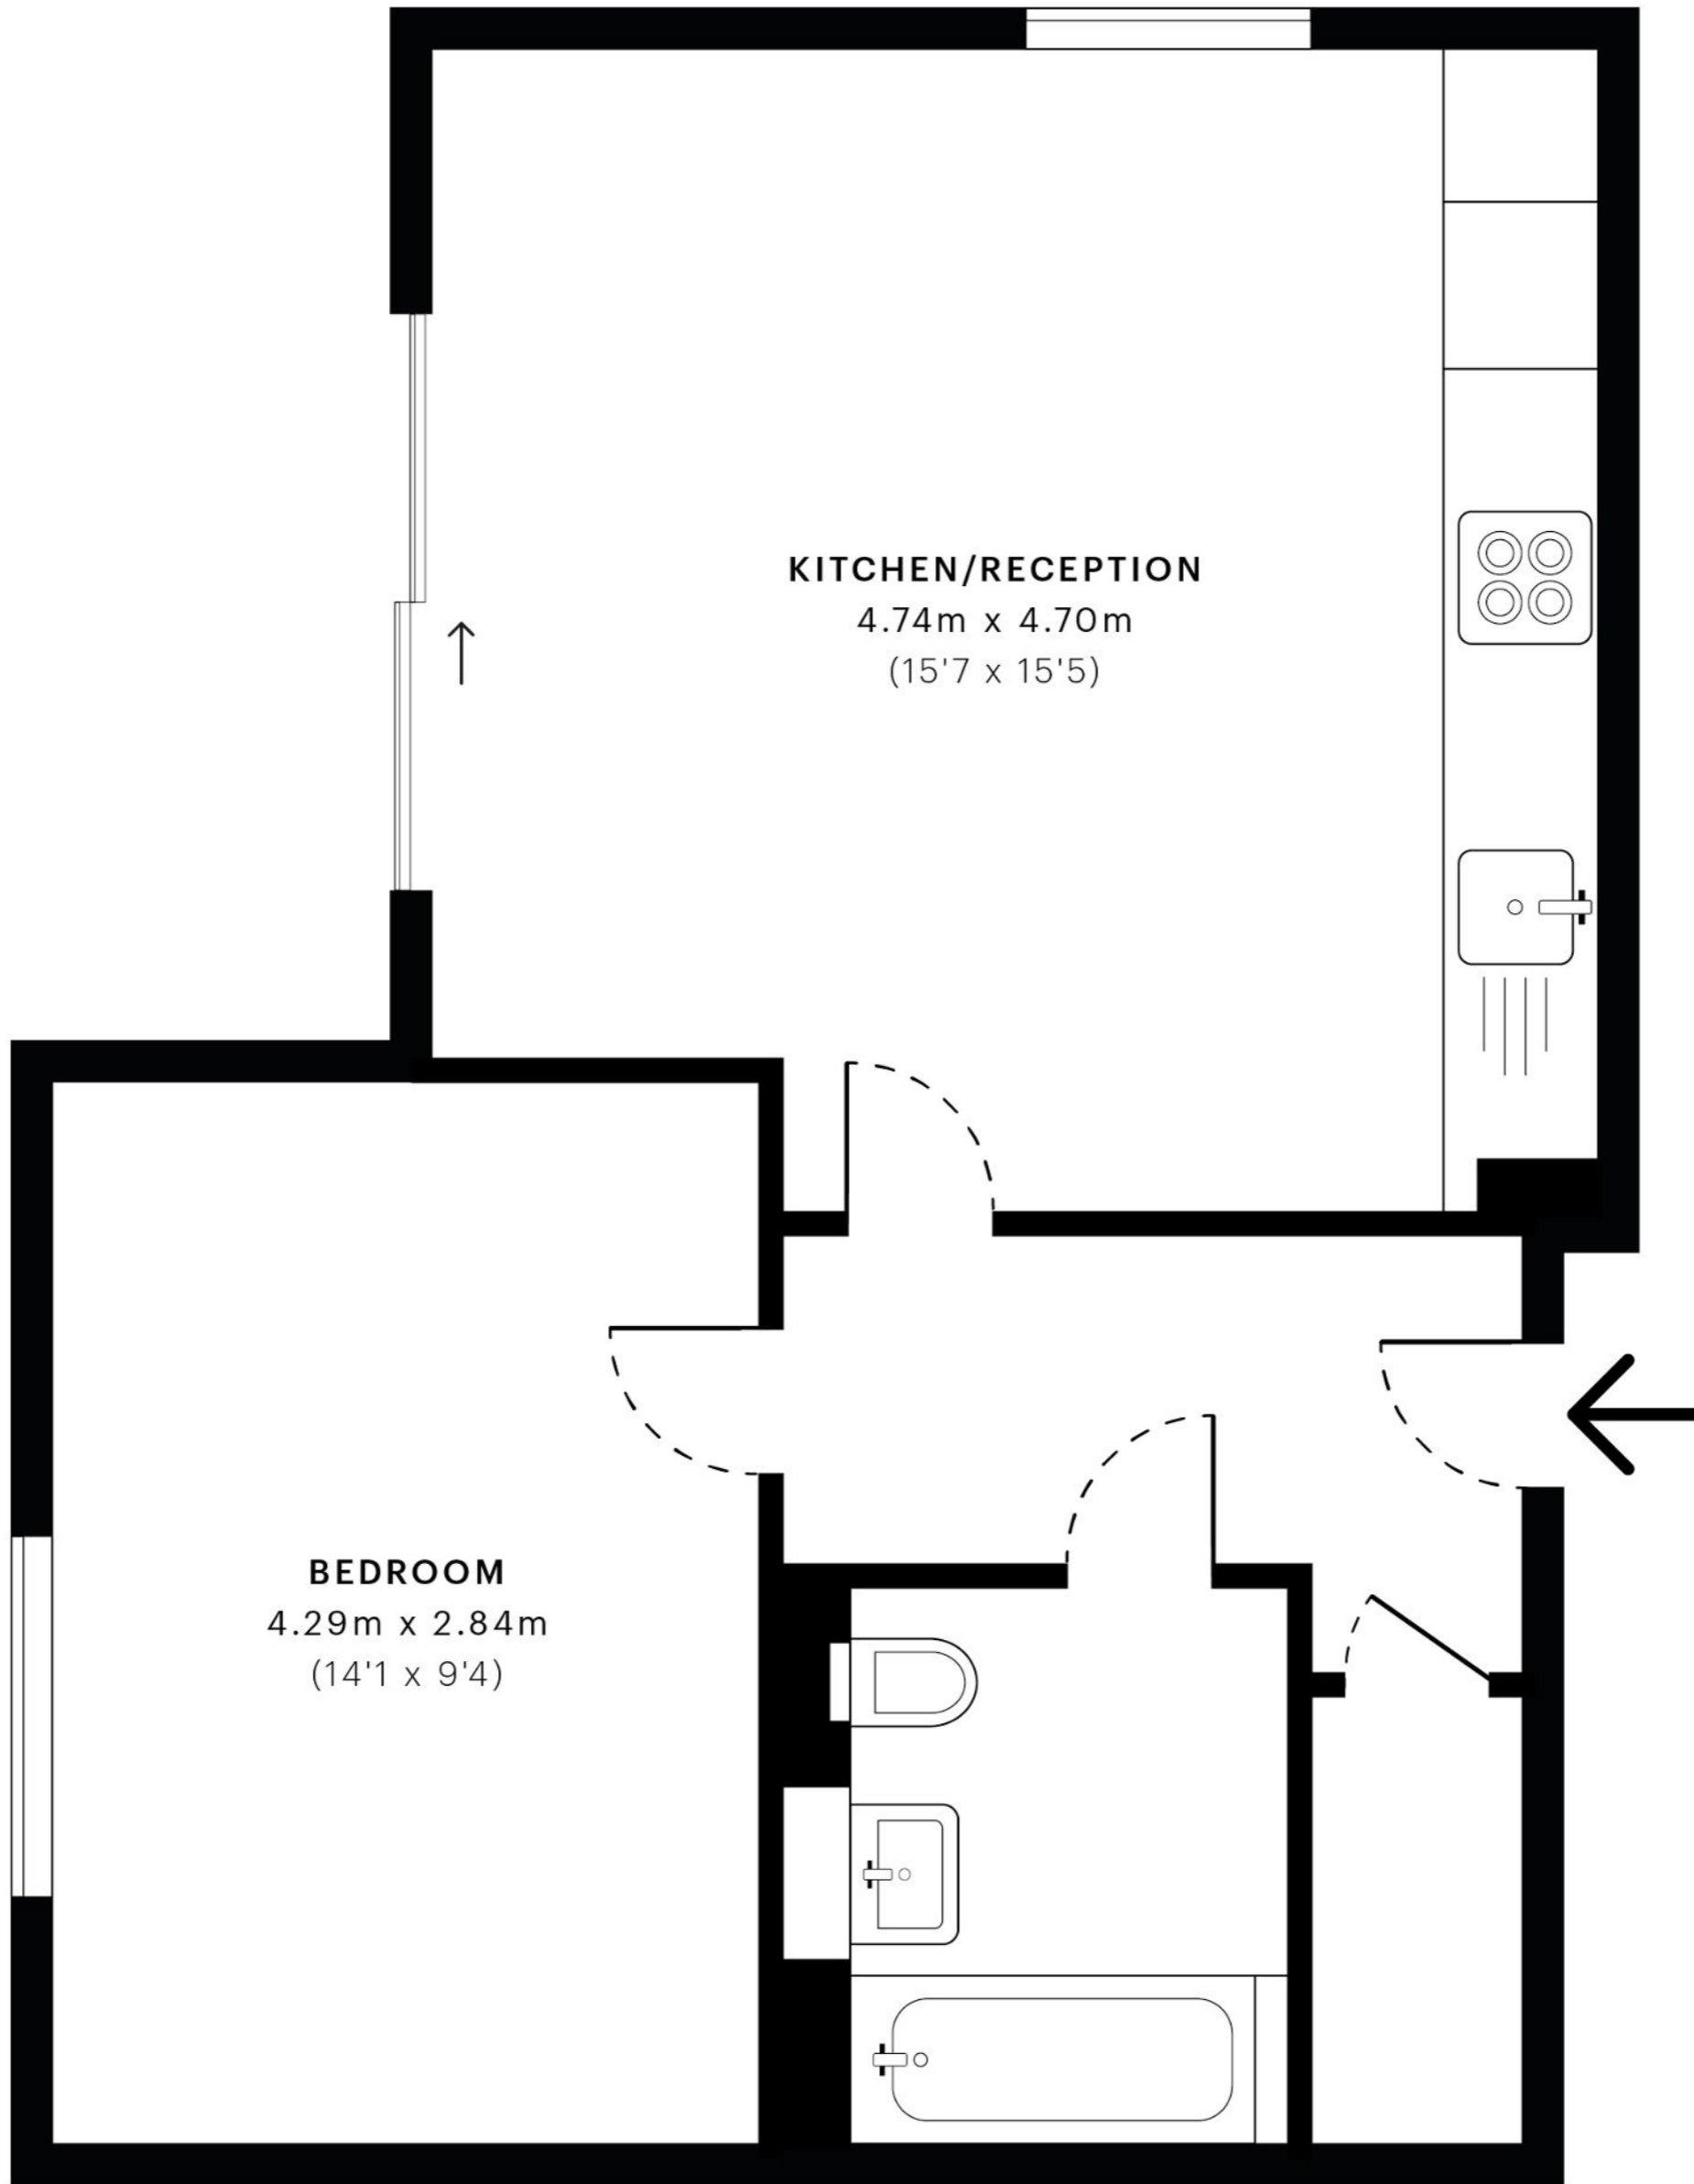 KITCHEN/RECEPTION
4.74m x 4.70m
(15'7 x 15'5)
BEDROOM
4.29m x 2.84m
(14'1 x 9'4)